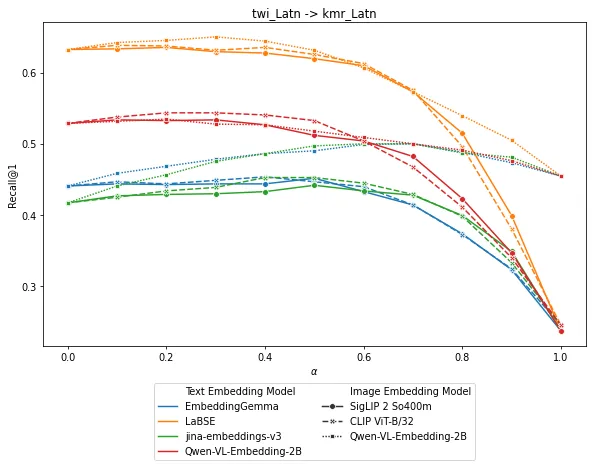 twi_Latn -> kmr_Latn
Recall@1
0.6
0.5
0.4
0.3
0.0
0.2
0.4
0.6
0.8
1.0
α
Text Embedding Model
EmbeddingGemma
LaBSE
jina-embeddings-v3
Qwen-VL-Embedding-2B
Image Embedding Model
SigLIP 2 So400m
CLIP ViT-B/32
Qwen-VL-Embedding-2B